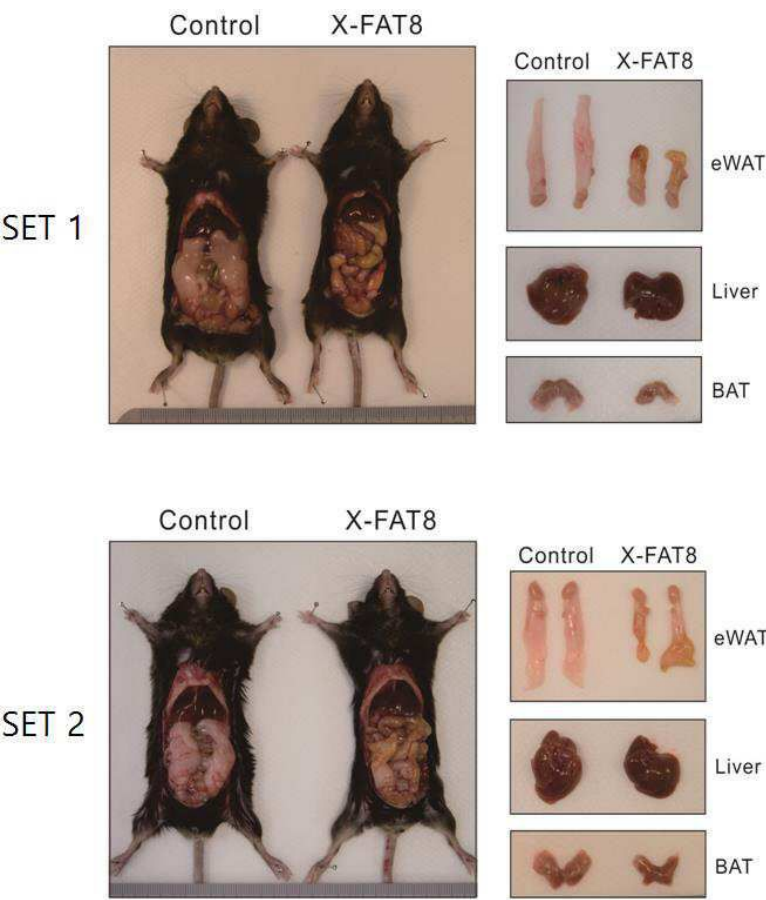 Control X-FAT8
Control X-FAT8
eWAT
SET 1
Liver
BAT
Control X-FAT8
Control X-FAT8
eWAT
SET 2
Liver
BAT